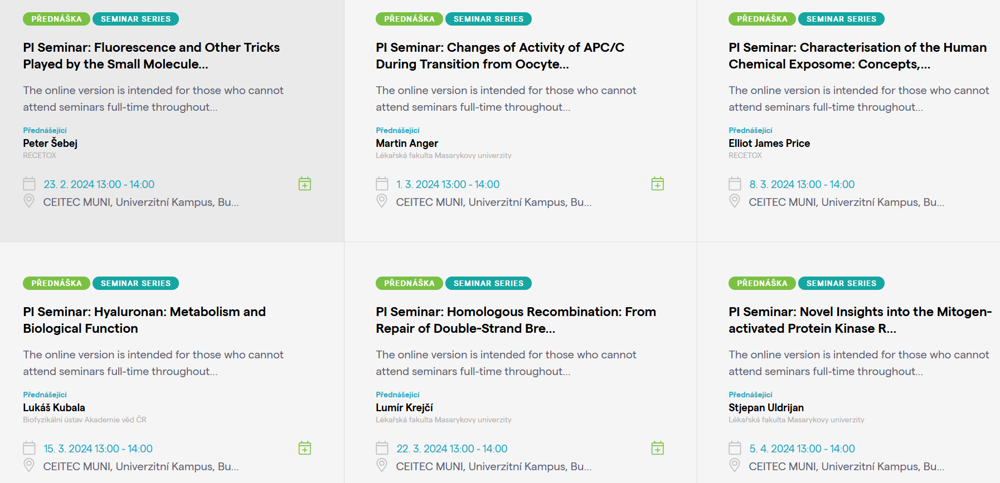 PŘEDNÁŠKA SEMINAR SERIES
PI Seminar: Fluorescence and Other Tricks
Played by the Small Molecule...
The online version is intended for those who cannot
attend seminars full-time throughout...
Přednášející
Peter Šebej
RECETOX
23. 2. 2024 13:00 - 14:00
CEITEC MUNI, Univerzitní Kampus, Bu...
PŘEDNÁŠKA SEMINAR SERIES
PI Seminar: Changes of Activity of APC/C
During Transition from Oocyte...
The online version is intended for those who cannot
attend seminars full-time throughout...
Přednášející
Martin Anger
Lékařská fakulta Masarykovy univerzity
1. 3. 2024 13:00 - 14:00
CEITEC MUNI, Univerzitní Kampus, Bu...
PŘEDNÁŠKA SEMINAR SERIES
PI Seminar: Characterisation of the Human
Chemical Exposome: Concepts,...
The online version is intended for those who cannot
attend seminars full-time throughout...
Přednášející
Elliot James Price
RECETOX
8. 3. 2024 13:00 - 14:00
CEITEC MUNI, Univerzitní Kampus, Bu...
PŘEDNÁŠKA SEMINAR SERIES
PI Seminar: Hyaluronan: Metabolism and
Biological Function
The online version is intended for those who cannot
attend seminars full-time throughout...
Přednášející
Lukáš Kubala
Biofyzikální ústav Akademie věd ČR
15. 3. 2024 13:00 - 14:00
CEITEC MUNI, Univerzitní Kampus, Bu...
PŘEDNÁŠKA SEMINAR SERIES
PI Seminar: Homologous Recombination: From
Repair of Double-Strand Bre...
The online version is intended for those who cannot
attend seminars full-time throughout...
Přednášející
Lumír Krejčí
Lékařská fakulta Masarykovy univerzity
22. 3. 2024 13:00 - 14:00
CEITEC MUNI, Univerzitní Kampus, Bu...
PŘEDNÁŠKA SEMINAR SERIES
PI Seminar: Novel Insights into the Mitogen-
activated Protein Kinase R...
The online version is intended for those who cannot
attend seminars full-time throughout...
Přednášející
Stjepan Uldrijan
Lékařská fakulta Masarykovy univerzity
5. 4. 2024 13:00 - 14:00
CEITEC MUNI, Univerzitní Kampus, Bu...